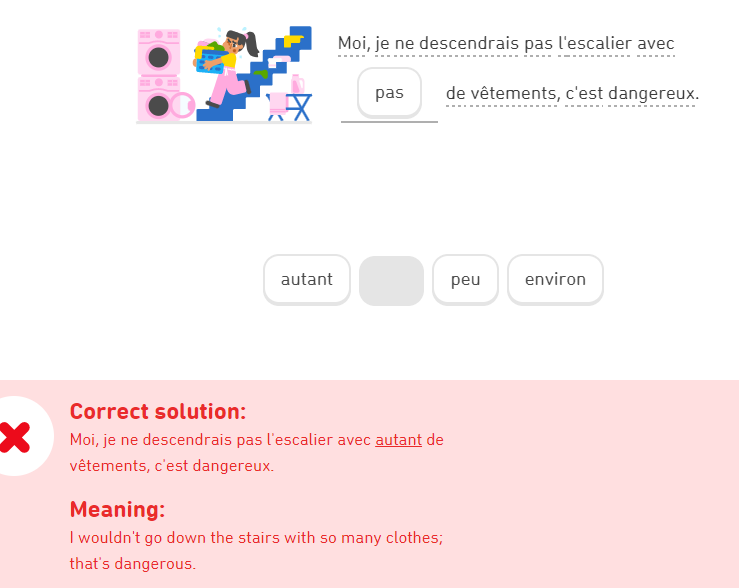 Moi, je ne descendrais pas l'escalier avec
pas de vêtements, c'est dangereux.
autant peu environ
Correct solution:
Moi, je ne descendrais pas l'escalier avec autant de
vêtements, c'est dangereux.
Meaning:
I wouldn't go down the stairs with so many clothes;
that's dangerous.